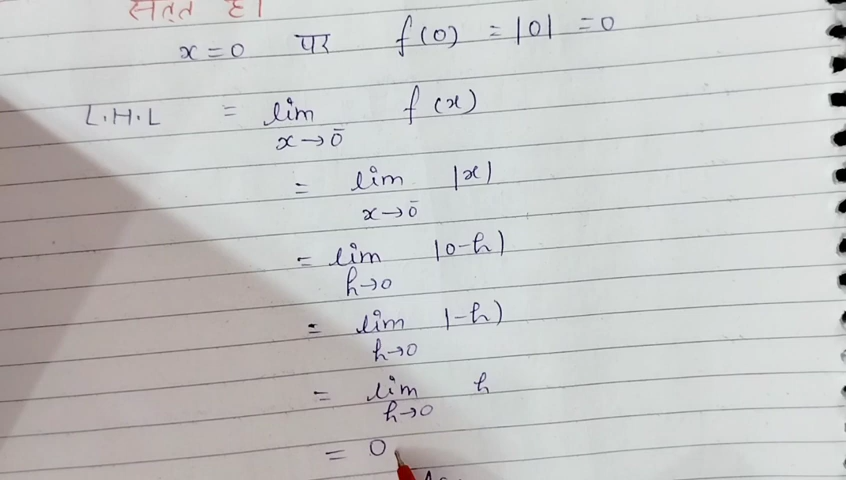 सतत है।
x = 0 पर f(0) = |0| = 0
L.H.L = lim f(x)
x→0̄
= lim |x|
x→0̄
= lim |0-h|
h→0
= lim |-h|
h→0
= lim h
h→0
= 0